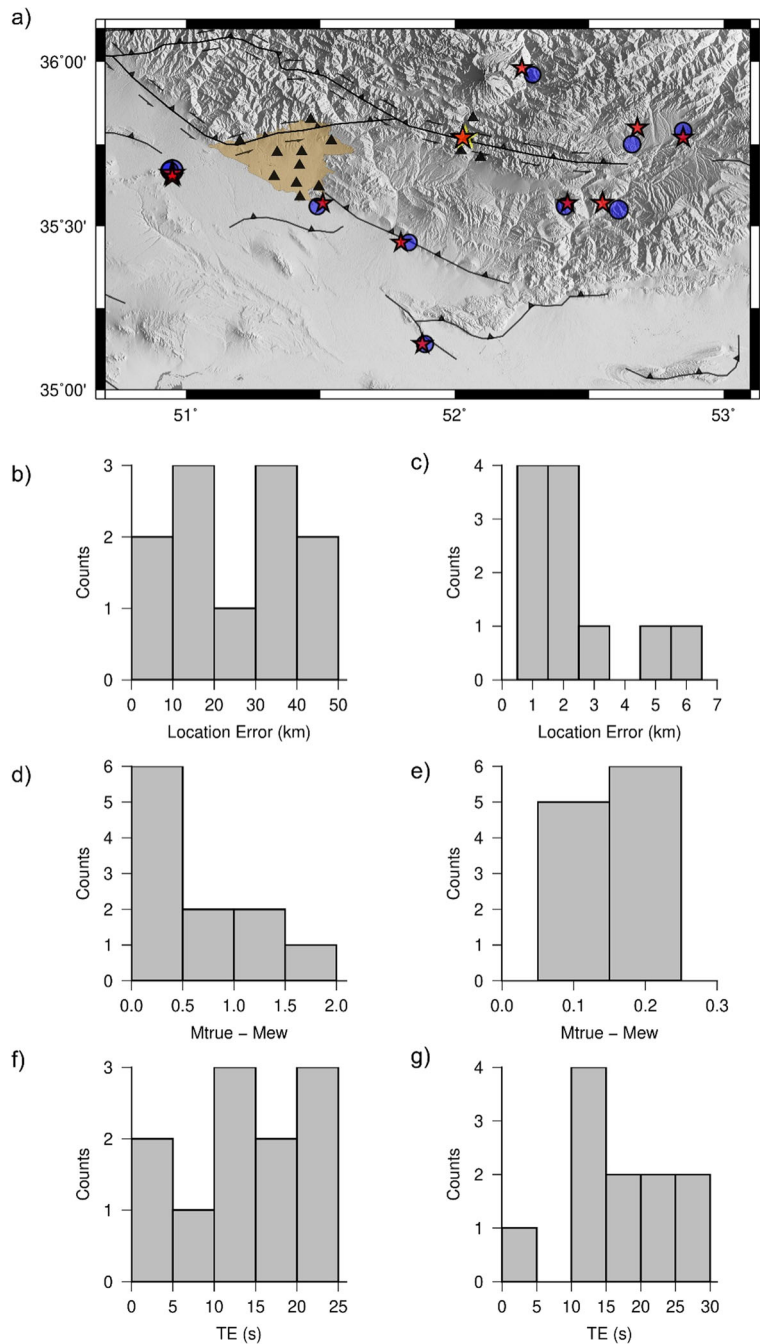 a)
36°00'
35°30'
35°00'
51°
52°
53°
b)
3
2
1
0
Counts
0 10 20 30 40 50
Location Error (km)
c)
4
3
2
1
0
Counts
0 1 2 3 4 5 6 7
Location Error (km)
d)
6
5
4
3
2
1
0
Counts
0.0 0.5 1.0 1.5 2.0
Mtrue − Mew
e)
6
5
4
3
2
1
0
Counts
0.0 0.1 0.2 0.3
Mtrue − Mew
f)
3
2
1
0
Counts
0 5 10 15 20 25
TE (s)
g)
4
3
2
1
0
Counts
0 5 10 15 20 25 30
TE (s)